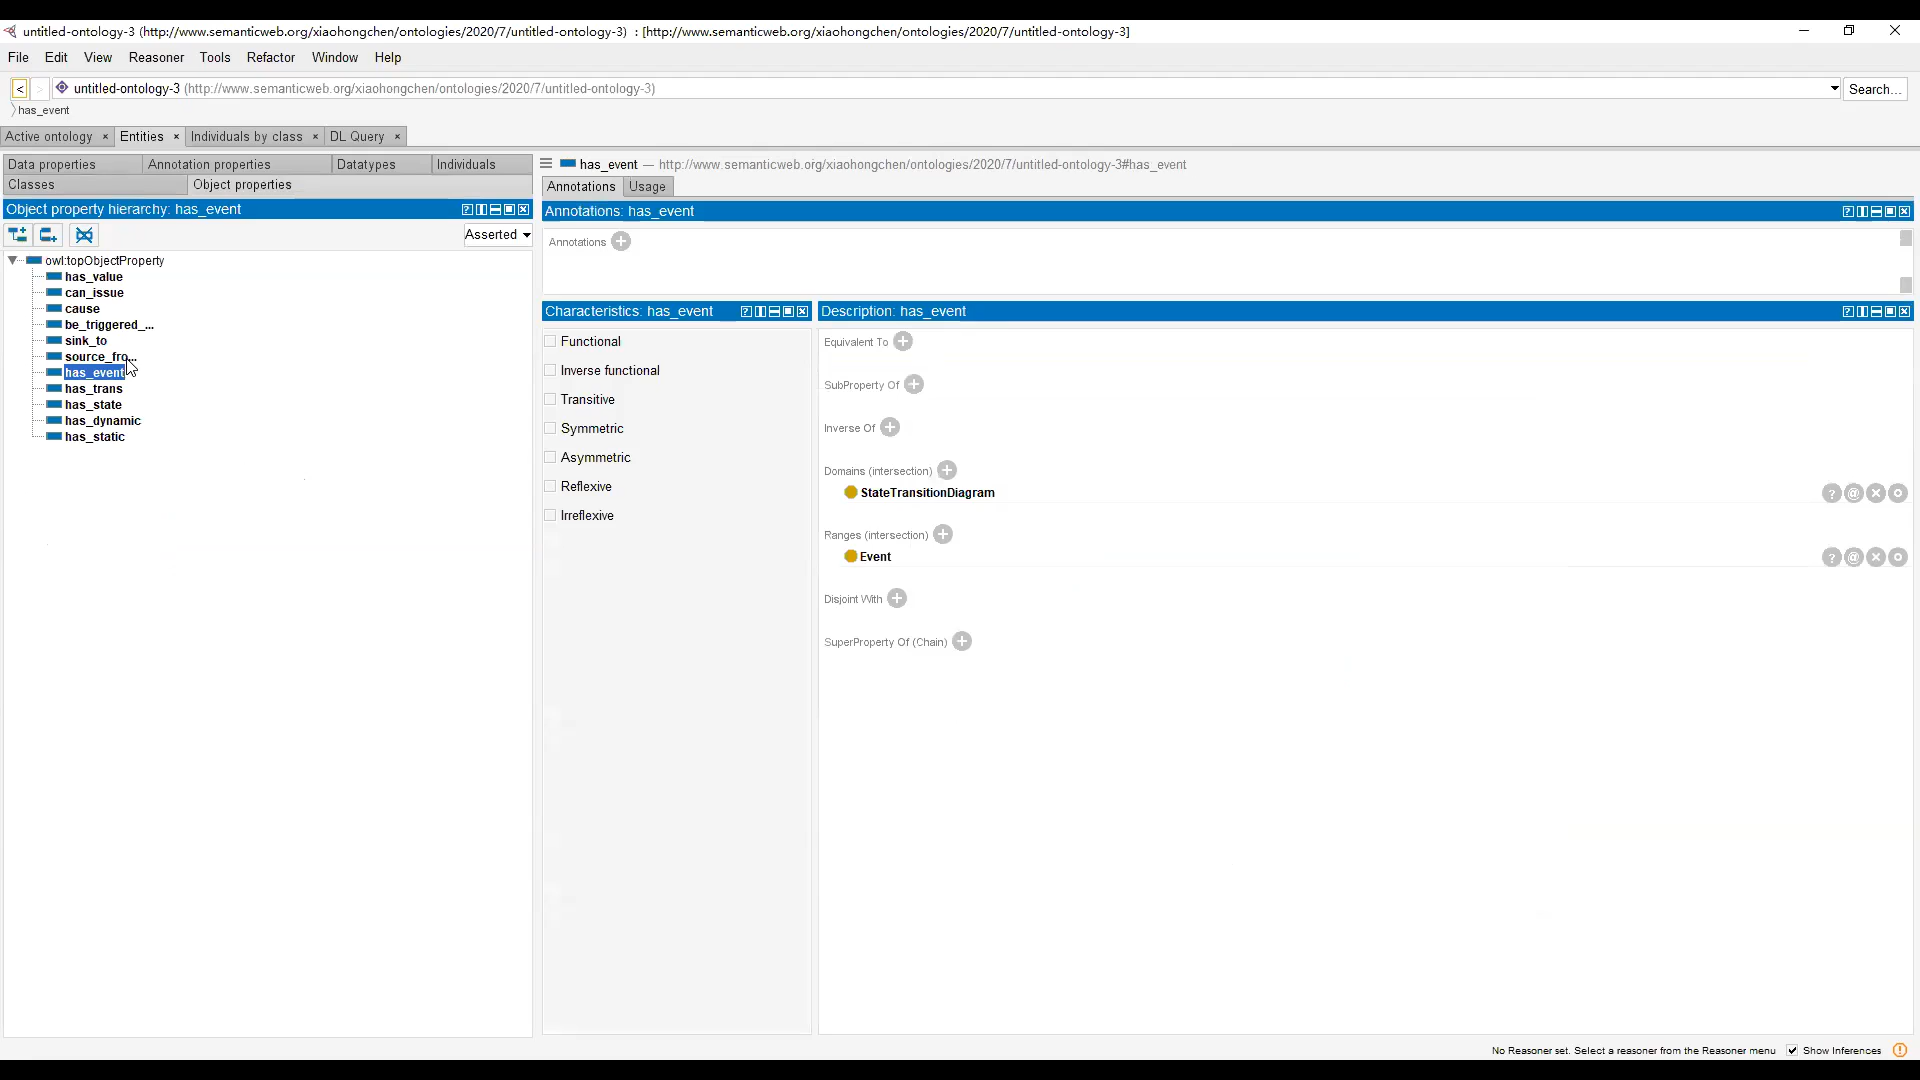 untitled-ontology-3 (http://www.semanticweb.org/xiaohongchen/ontologies/2020/7/untitled-ontology-3) : [http://www.semanticweb.org/xiaohongchen/ontologies/2020/7/untitled-ontology-3]
File Edit View Reasoner Tools Refactor Window Help
< > untitled-ontology-3 (http://www.semanticweb.org/xiaohongchen/ontologies/2020/7/untitled-ontology-3) Search...
has_event
Active ontology × Entities × Individuals by class × DL Query ×
Data properties Annotation properties Datatypes Individuals
Classes Object properties
Object property hierarchy: has_event
Asserted
owl:topObjectProperty
has_value
can_issue
cause
be_triggered_...
sink_to
source_fro...
has_event
has_trans
has_state
has_dynamic
has_static
has_event — http://www.semanticweb.org/xiaohongchen/ontologies/2020/7/untitled-ontology-3#has_event
Annotations Usage
Annotations: has_event
Annotations
Characteristics: has_event
Functional
Inverse functional
Transitive
Symmetric
Asymmetric
Reflexive
Irreflexive
Description: has_event
Equivalent To
SubProperty Of
Inverse Of
Domains (intersection)
StateTransitionDiagram
Ranges (intersection)
Event
Disjoint With
SuperProperty Of (Chain)
No Reasoner set. Select a reasoner from the Reasoner menu Show Inferences